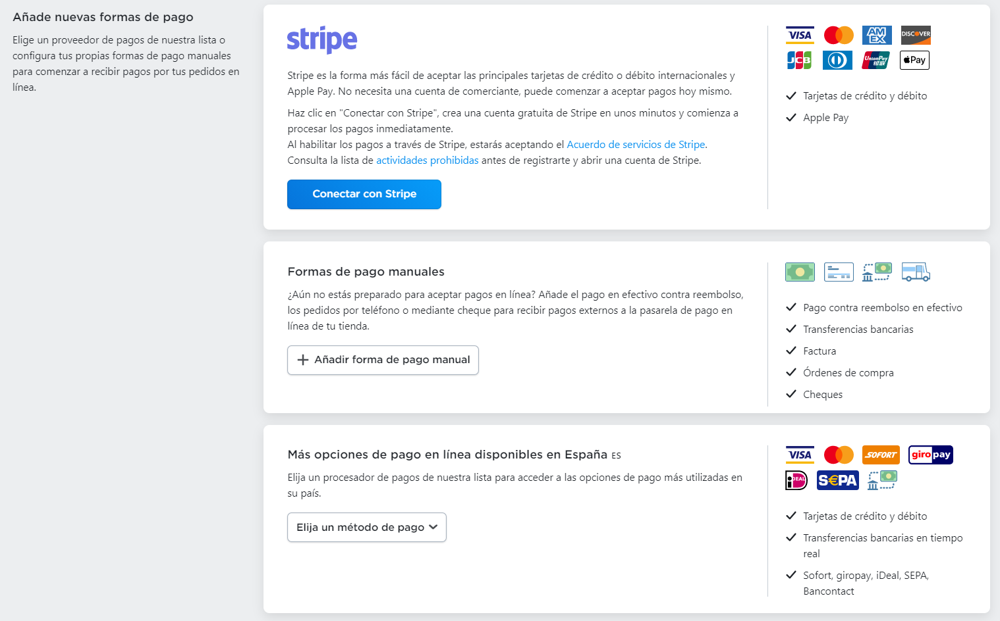 Añade nuevas formas de pago
Elige un proveedor de pagos de nuestra lista o
configura tus propias formas de pago manuales
para comenzar a recibir pagos por tus pedidos en
línea.
stripe
Stripe es la forma más fácil de aceptar las principales tarjetas de crédito o débito internacionales y
Apple Pay. No necesita una cuenta de comerciante, puede comenzar a aceptar pagos hoy mismo.
Haz clic en "Conectar con Stripe", crea una cuenta gratuita de Stripe en unos minutos y comienza a
procesar los pagos inmediatamente.
Al habilitar los pagos a través de Stripe, estarás aceptando el Acuerdo de servicios de Stripe.
Consulta la lista de actividades prohibidas antes de registrarte y abrir una cuenta de Stripe.
Conectar con Stripe
VISA AMEX DISCOVER
JCB UnionPay 银联 Pay
Tarjetas de crédito y débito
Apple Pay
Formas de pago manuales
¿Aún no estás preparado para aceptar pagos en línea? Añade el pago en efectivo contra reembolso,
los pedidos por teléfono o mediante cheque para recibir pagos externos a la pasarela de pago en
línea de tu tienda.
Añadir forma de pago manual
Pago contra reembolso en efectivo
Transferencias bancarias
Factura
Órdenes de compra
Cheques
Más opciones de pago en línea disponibles en España ES
Elija un procesador de pagos de nuestra lista para acceder a las opciones de pago más utilizadas en
su país.
Elija un método de pago
VISA SOFORT giropay
iDEAL S€PA
Tarjetas de crédito y débito
Transferencias bancarias en tiempo
real
Sofort, giropay, iDeal, SEPA,
Bancontact